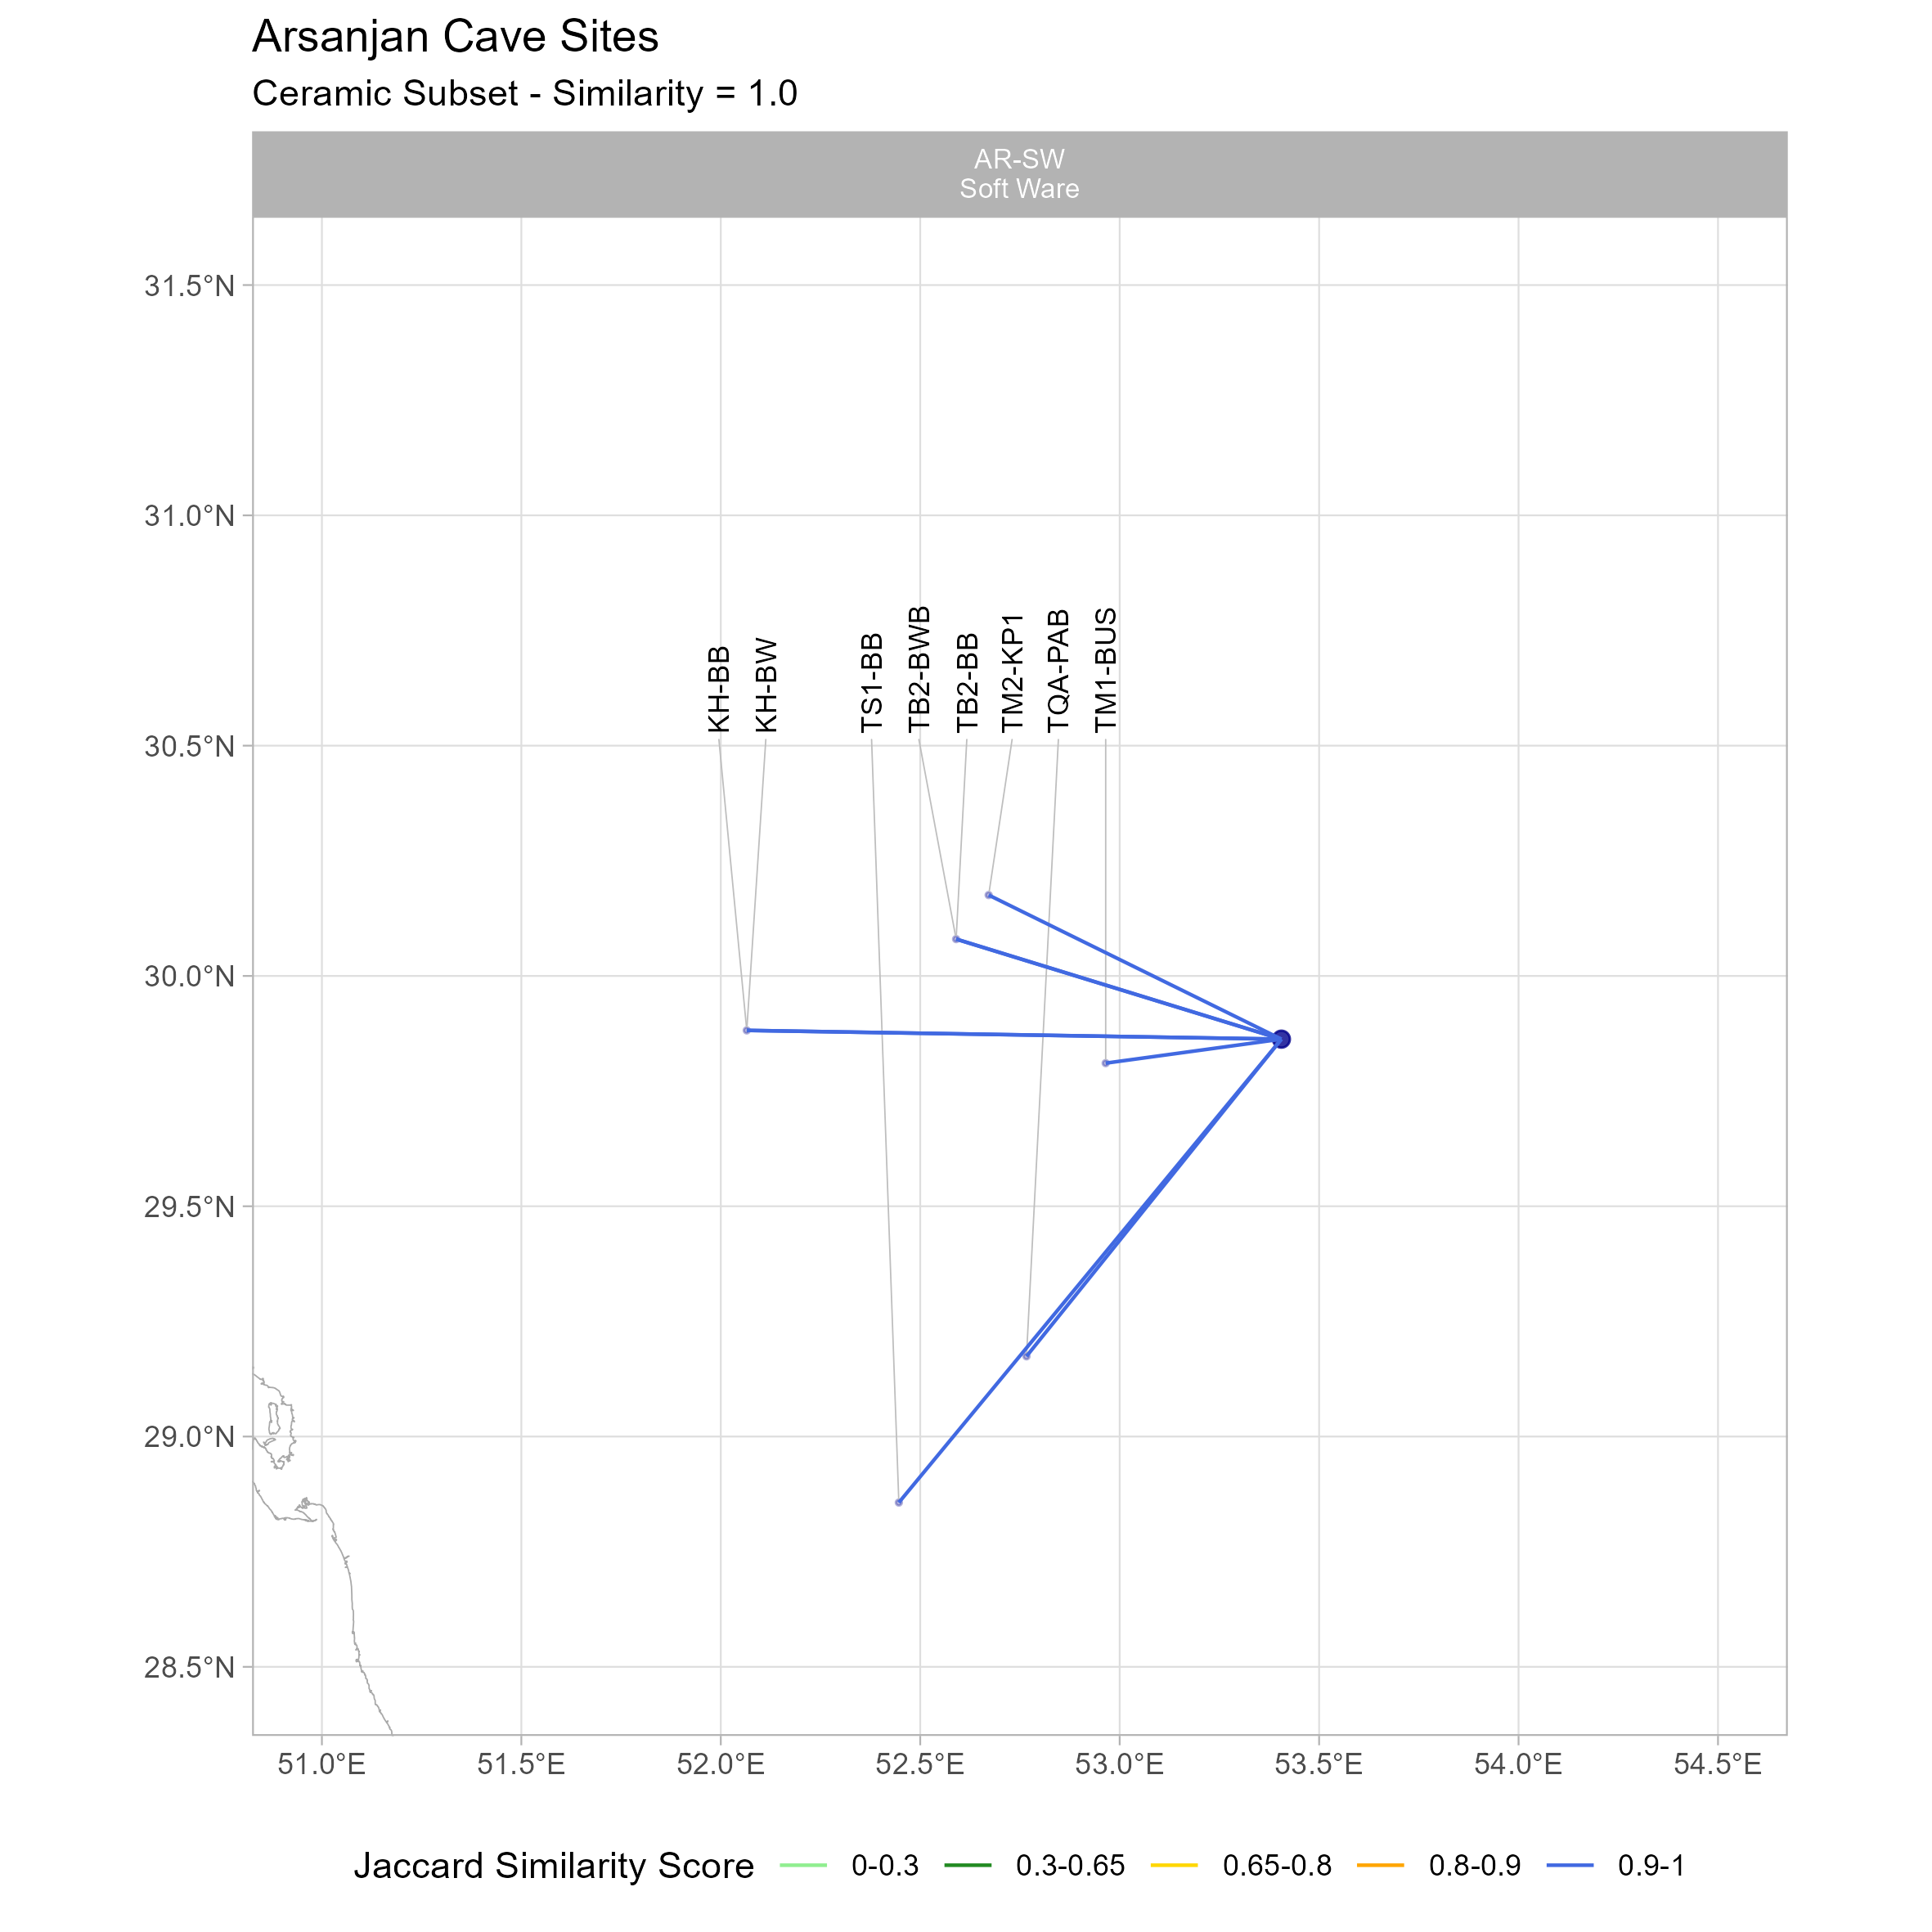 Arsanjan Cave Sites
Ceramic Subset - Similarity = 1.0
AR-SW
Soft Ware
31.5°N
31.0°N
30.5°N
30.0°N
29.5°N
29.0°N
28.5°N
KH-BB
KH-BW
TS1-BB
TB2-BWB
TB2-BB
TM2-KP1
TQA-PAB
TM1-BUS
51.0°E 51.5°E 52.0°E 52.5°E 53.0°E 53.5°E 54.0°E 54.5°E
Jaccard Similarity Score 0-0.3 0.3-0.65 0.65-0.8 0.8-0.9 0.9-1